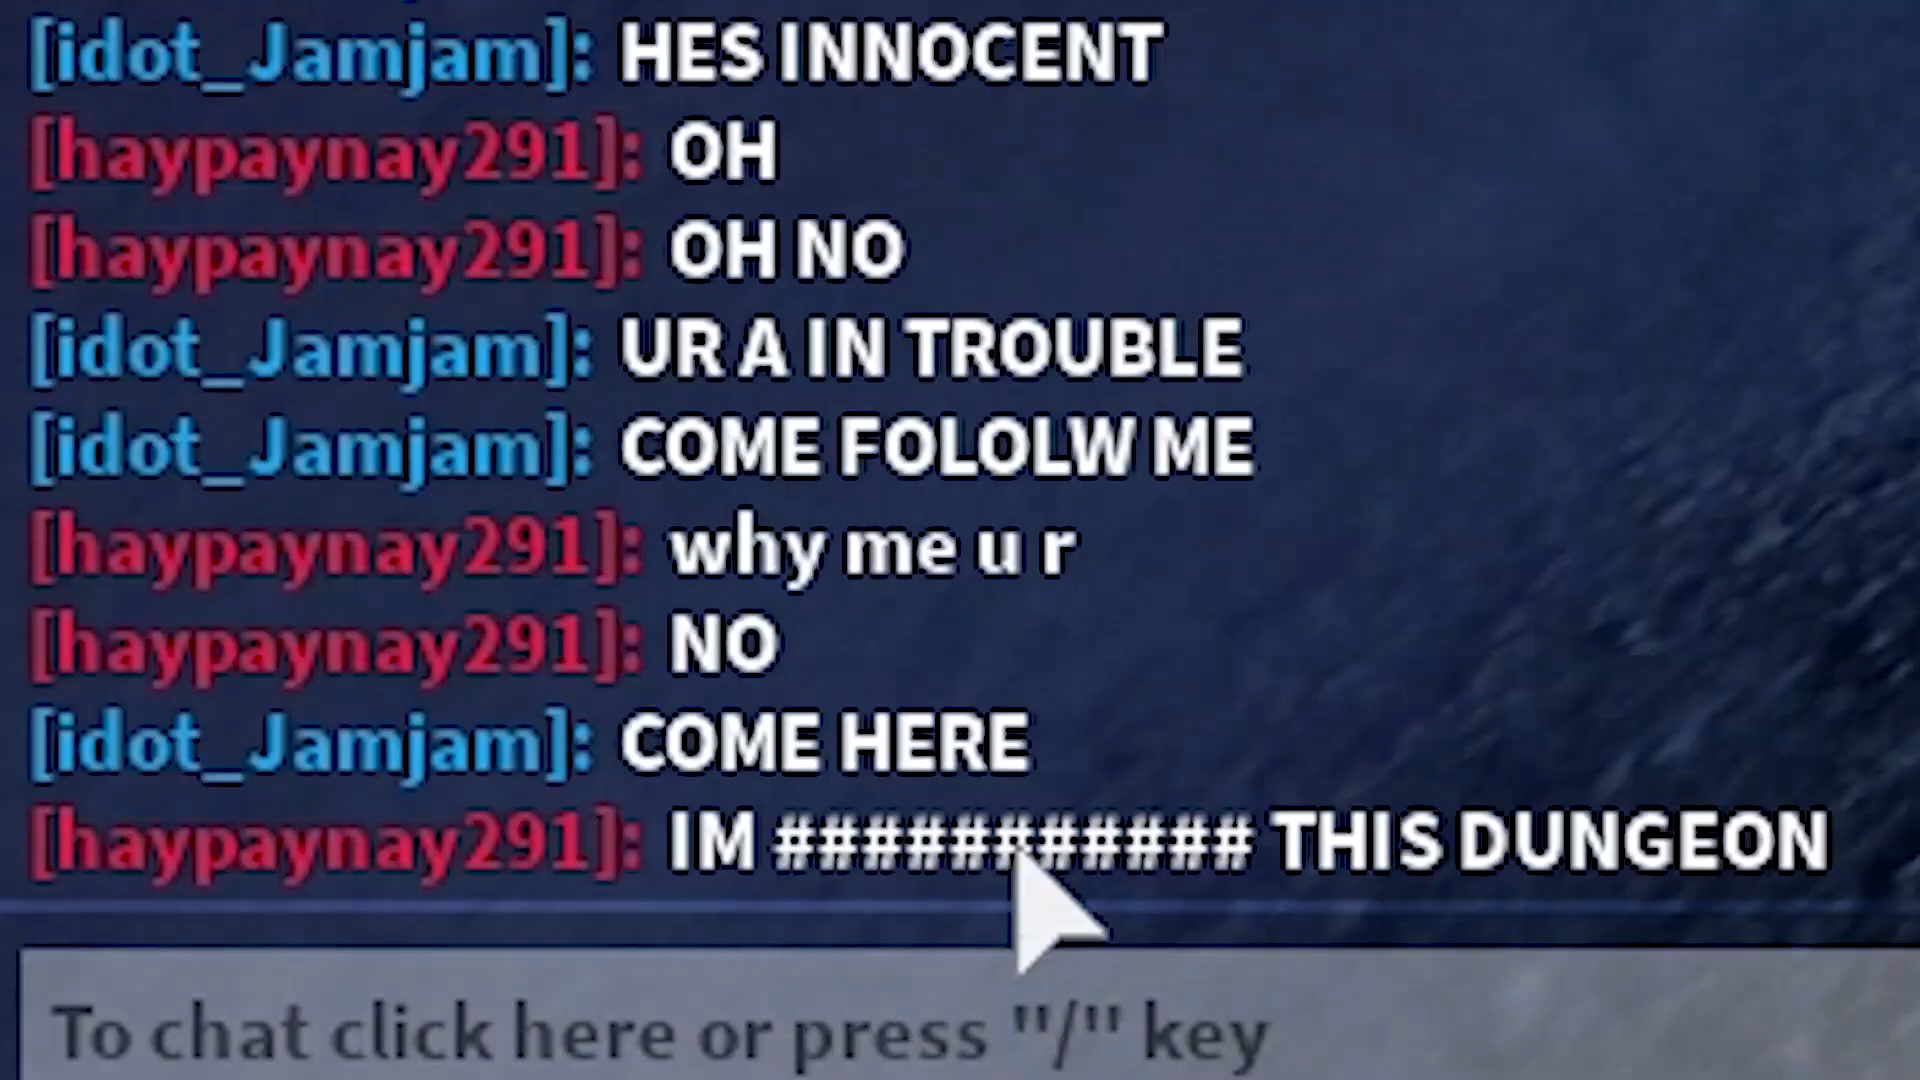 [idot_Jamjam]: HES INNOCENT
[haypaynay291]: OH
[haypaynay291]: OH NO
[idot_Jamjam]: UR A IN TROUBLE
[idot_Jamjam]: COME FOLOLW ME
[haypaynay291]: why me u r
[haypaynay291]: NO
[idot_Jamjam]: COME HERE
[haypaynay291]: IM ########### THIS DUNGEON
To chat click here or press "/" key